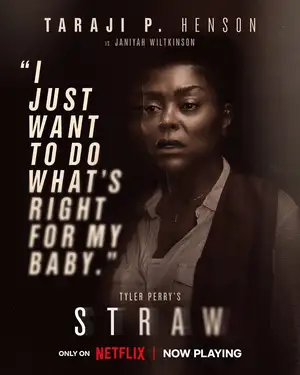 TARAJI P. HENSON
IS JANIYAH WILTKINSON
"I
JUST
WANT
TO DO
WHAT'S
RIGHT
FOR MY
BABY."
TYLER PERRY'S
STRAW
ONLY ON NETFLIX | NOW PLAYING